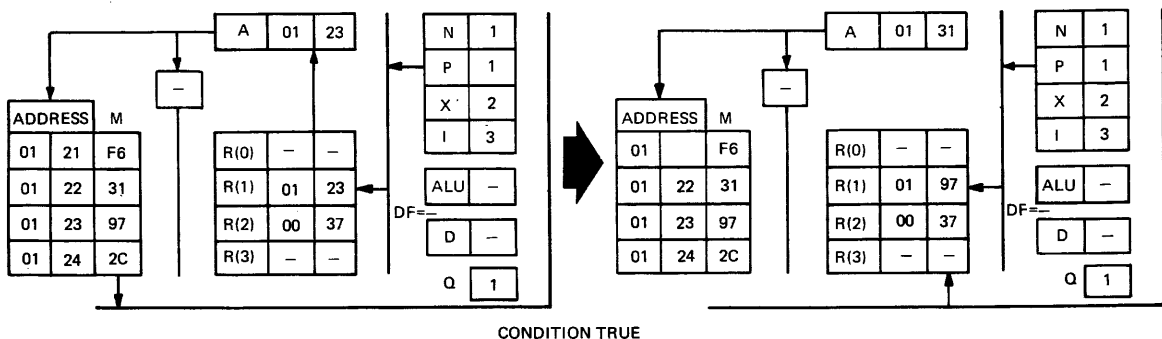 A 01 23
N 1
P 1
X 2
I 3
–
ADDRESS M
01 21 F6
01 22 31
01 23 97
01 24 2C
R(0) – –
R(1) 01 23
R(2) 00 37
R(3) – –
ALU –
DF=–
D –
Q 1
A 01 31
N 1
P 1
X 2
I 3
–
ADDRESS M
01 F6
01 22 31
01 23 97
01 24 2C
R(0) – –
R(1) 01 97
R(2) 00 37
R(3) – –
ALU –
DF=–
D –
Q 1
CONDITION TRUE